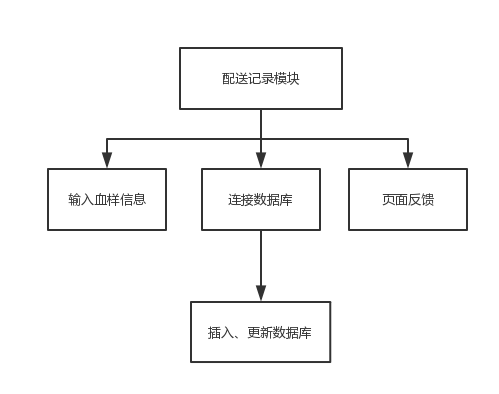 配送记录模块
输入血样信息
连接数据库
页面反馈
插入、更新数据库